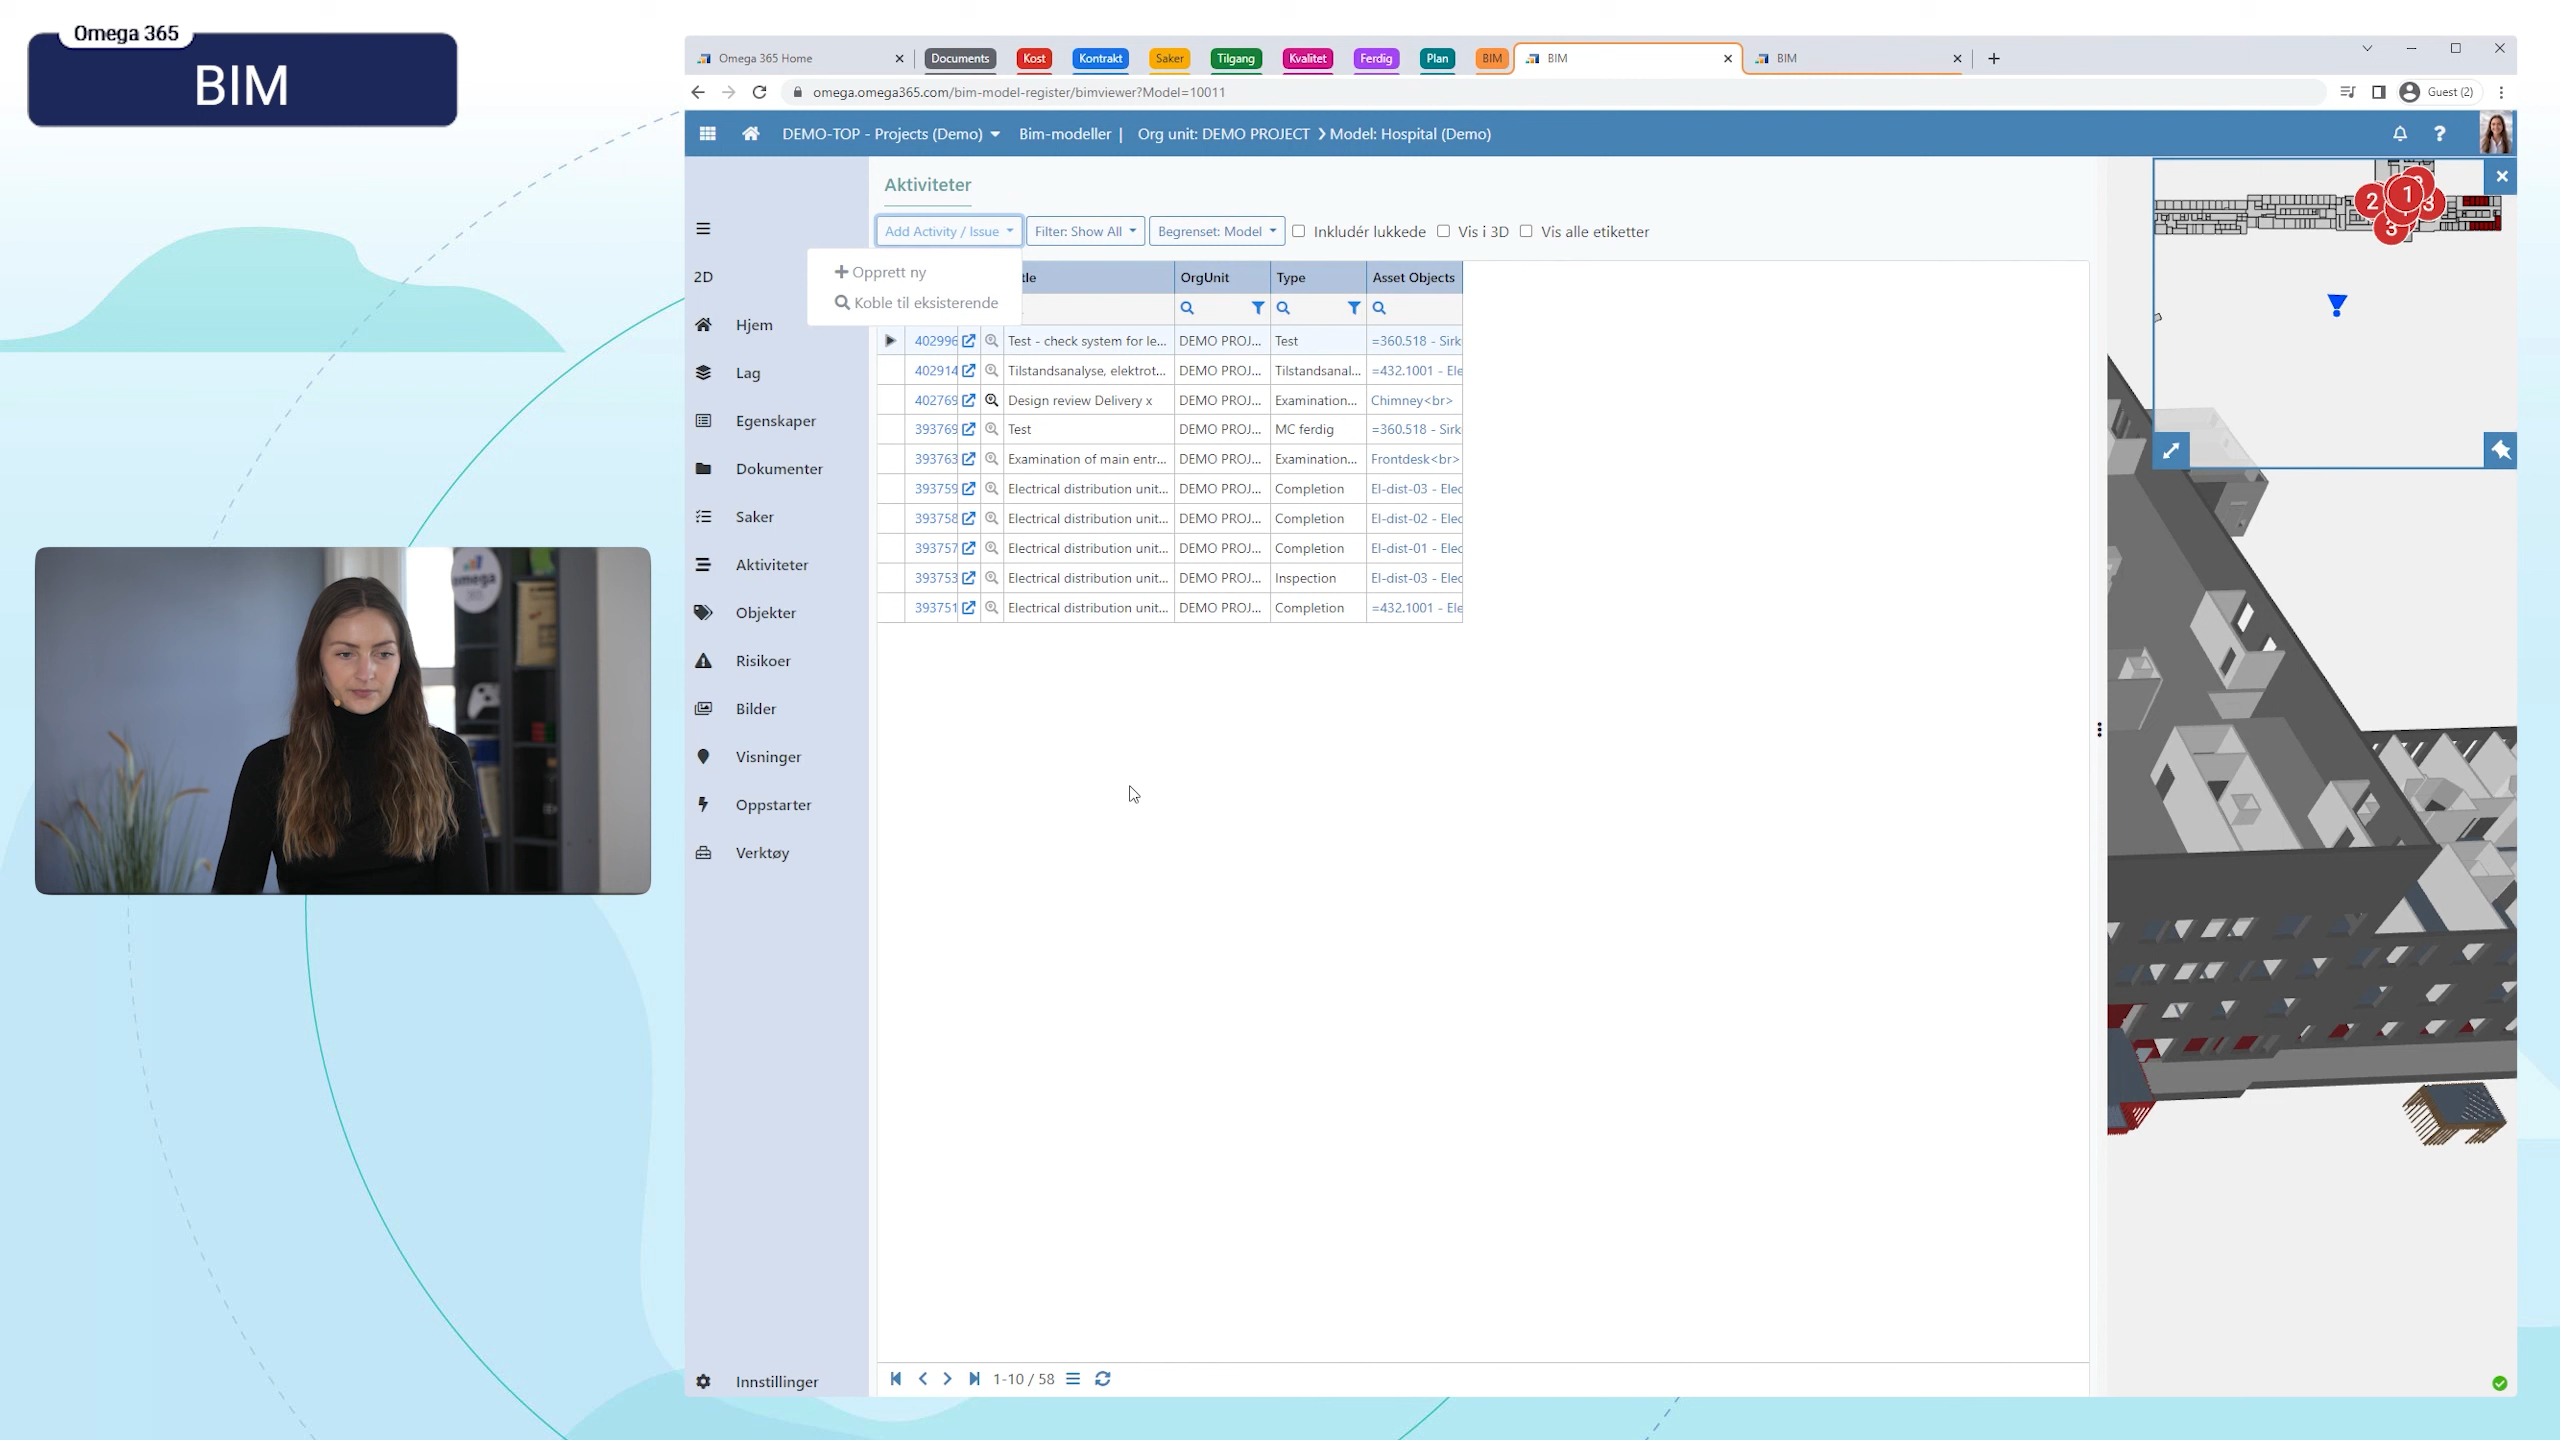 Omega 365
BIM
Omega 365 Home
Documents
Kost
Kontrakt
Saker
Tilgang
Kvalitet
Ferdig
Plan
BIM
BIM
BIM
omega.omega365.com/bim-model-register/bimviewer?Model=10011
Guest (2)
DEMO-TOP - Projects (Demo)
Bim-modeller | Org unit: DEMO PROJECT
Model: Hospital (Demo)
Aktiviteter
Add Activity / Issue
Filter: Show All
Begrenset: Model
Inkludér lukkede
Vis i 3D
Vis alle etiketter
Opprett ny
Koble til eksisterende
2D
Hjem
Lag
Egenskaper
Dokumenter
Saker
Aktiviteter
Objekter
Risikoer
Bilder
Visninger
Oppstarter
Verktøy
Innstillinger
tle OrgUnit Type Asset Objects
402996 Test - check system for le... DEMO PROJ... Test =360.518 - Sirk
402914 Tilstandsanalyse, elektrot... DEMO PROJ... Tilstandsanal... =432.1001 - Ele
402769 Design review Delivery x DEMO PROJ... Examination... Chimney<br>
393769 Test DEMO PROJ... MC ferdig =360.518 - Sirk
393763 Examination of main entr... DEMO PROJ... Examination... Frontdesk<br>
393759 Electrical distribution unit... DEMO PROJ... Completion El-dist-03 - Elec
393758 Electrical distribution unit... DEMO PROJ... Completion El-dist-02 - Elec
393757 Electrical distribution unit... DEMO PROJ... Completion El-dist-01 - Elec
393753 Electrical distribution unit... DEMO PROJ... Inspection El-dist-03 - Elec
393751 Electrical distribution unit... DEMO PROJ... Completion =432.1001 - Ele
1-10 / 58
2
1
3
3
omega
365